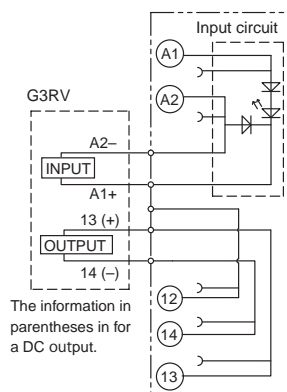 Input circuit
A1
A2
G3RV
A2–
INPUT
A1+
13 (+)
OUTPUT
14 (–)
The information in
parentheses in for
a DC output.
12
14
13